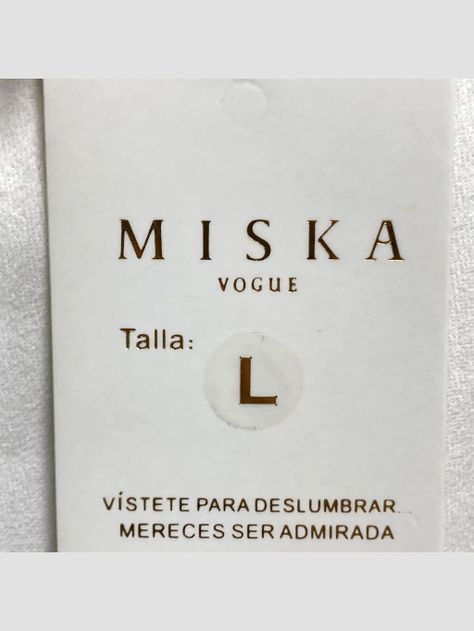 MISKA
VOGUE
Talla: L
VÍSTETE PARA DESLUMBRAR...
MERECES SER ADMIRADA